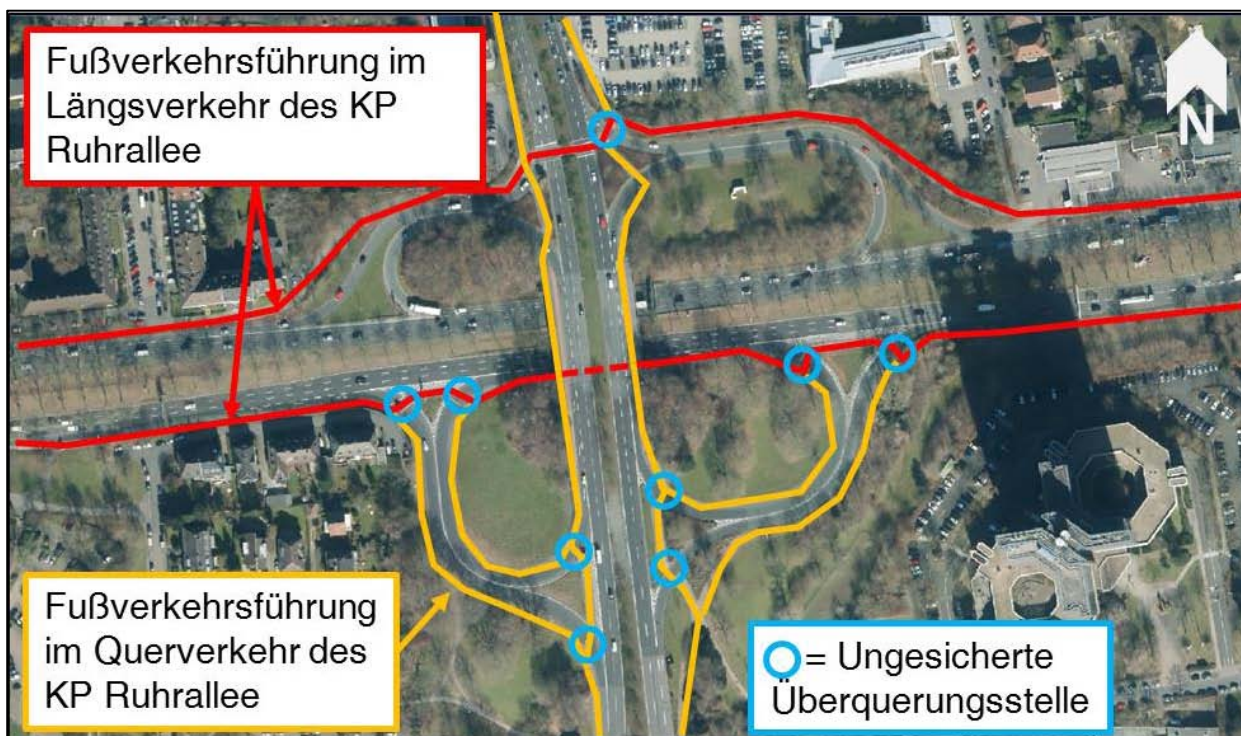 Fußverkehrsführung im
Längsverkehr des KP
Ruhrallee
N
Fußverkehrsführung
im Querverkehr des
KP Ruhrallee
= Ungesicherte
Überquerungsstelle